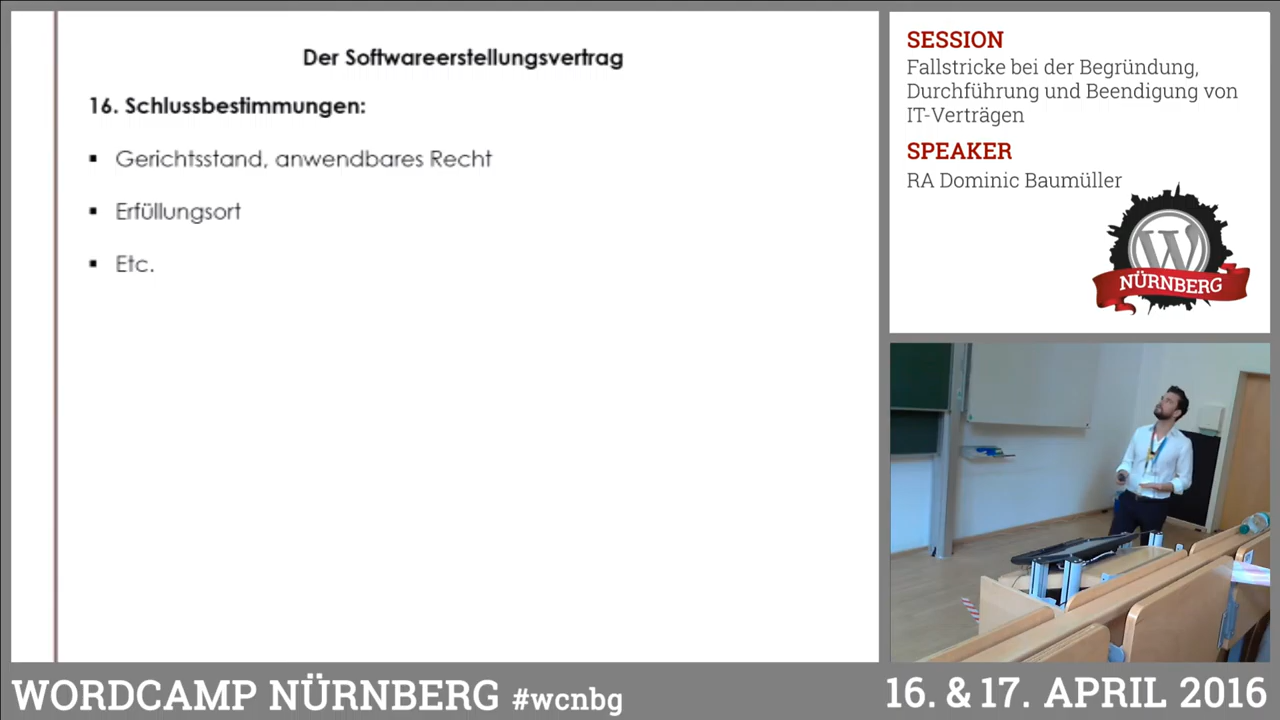 Der Softwareerstellungsvertrag
16. Schlussbestimmungen:
▪ Gerichtsstand, anwendbares Recht
▪ Erfüllungsort
▪ Etc.
SESSION
Fallstricke bei der Begründung,
Durchführung und Beendigung von
IT-Verträgen
SPEAKER
RA Dominic Baumüller
W
NÜRNBERG
WORDCAMP NÜRNBERG #wcnbg
16. & 17. APRIL 2016